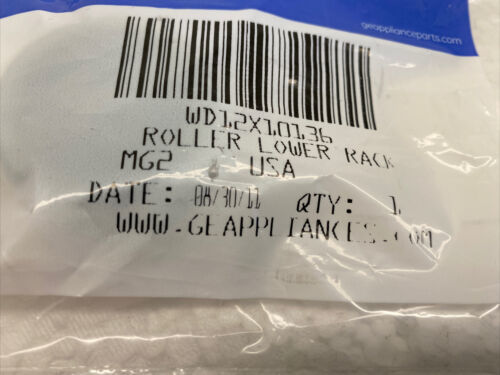 geapplianceparts.com
WD12X10136
ROLLER LOWER RACK
MG2 USA
DATE: 08/30/11 QTY: 1
WWW.GEAPPLIANCES.COM